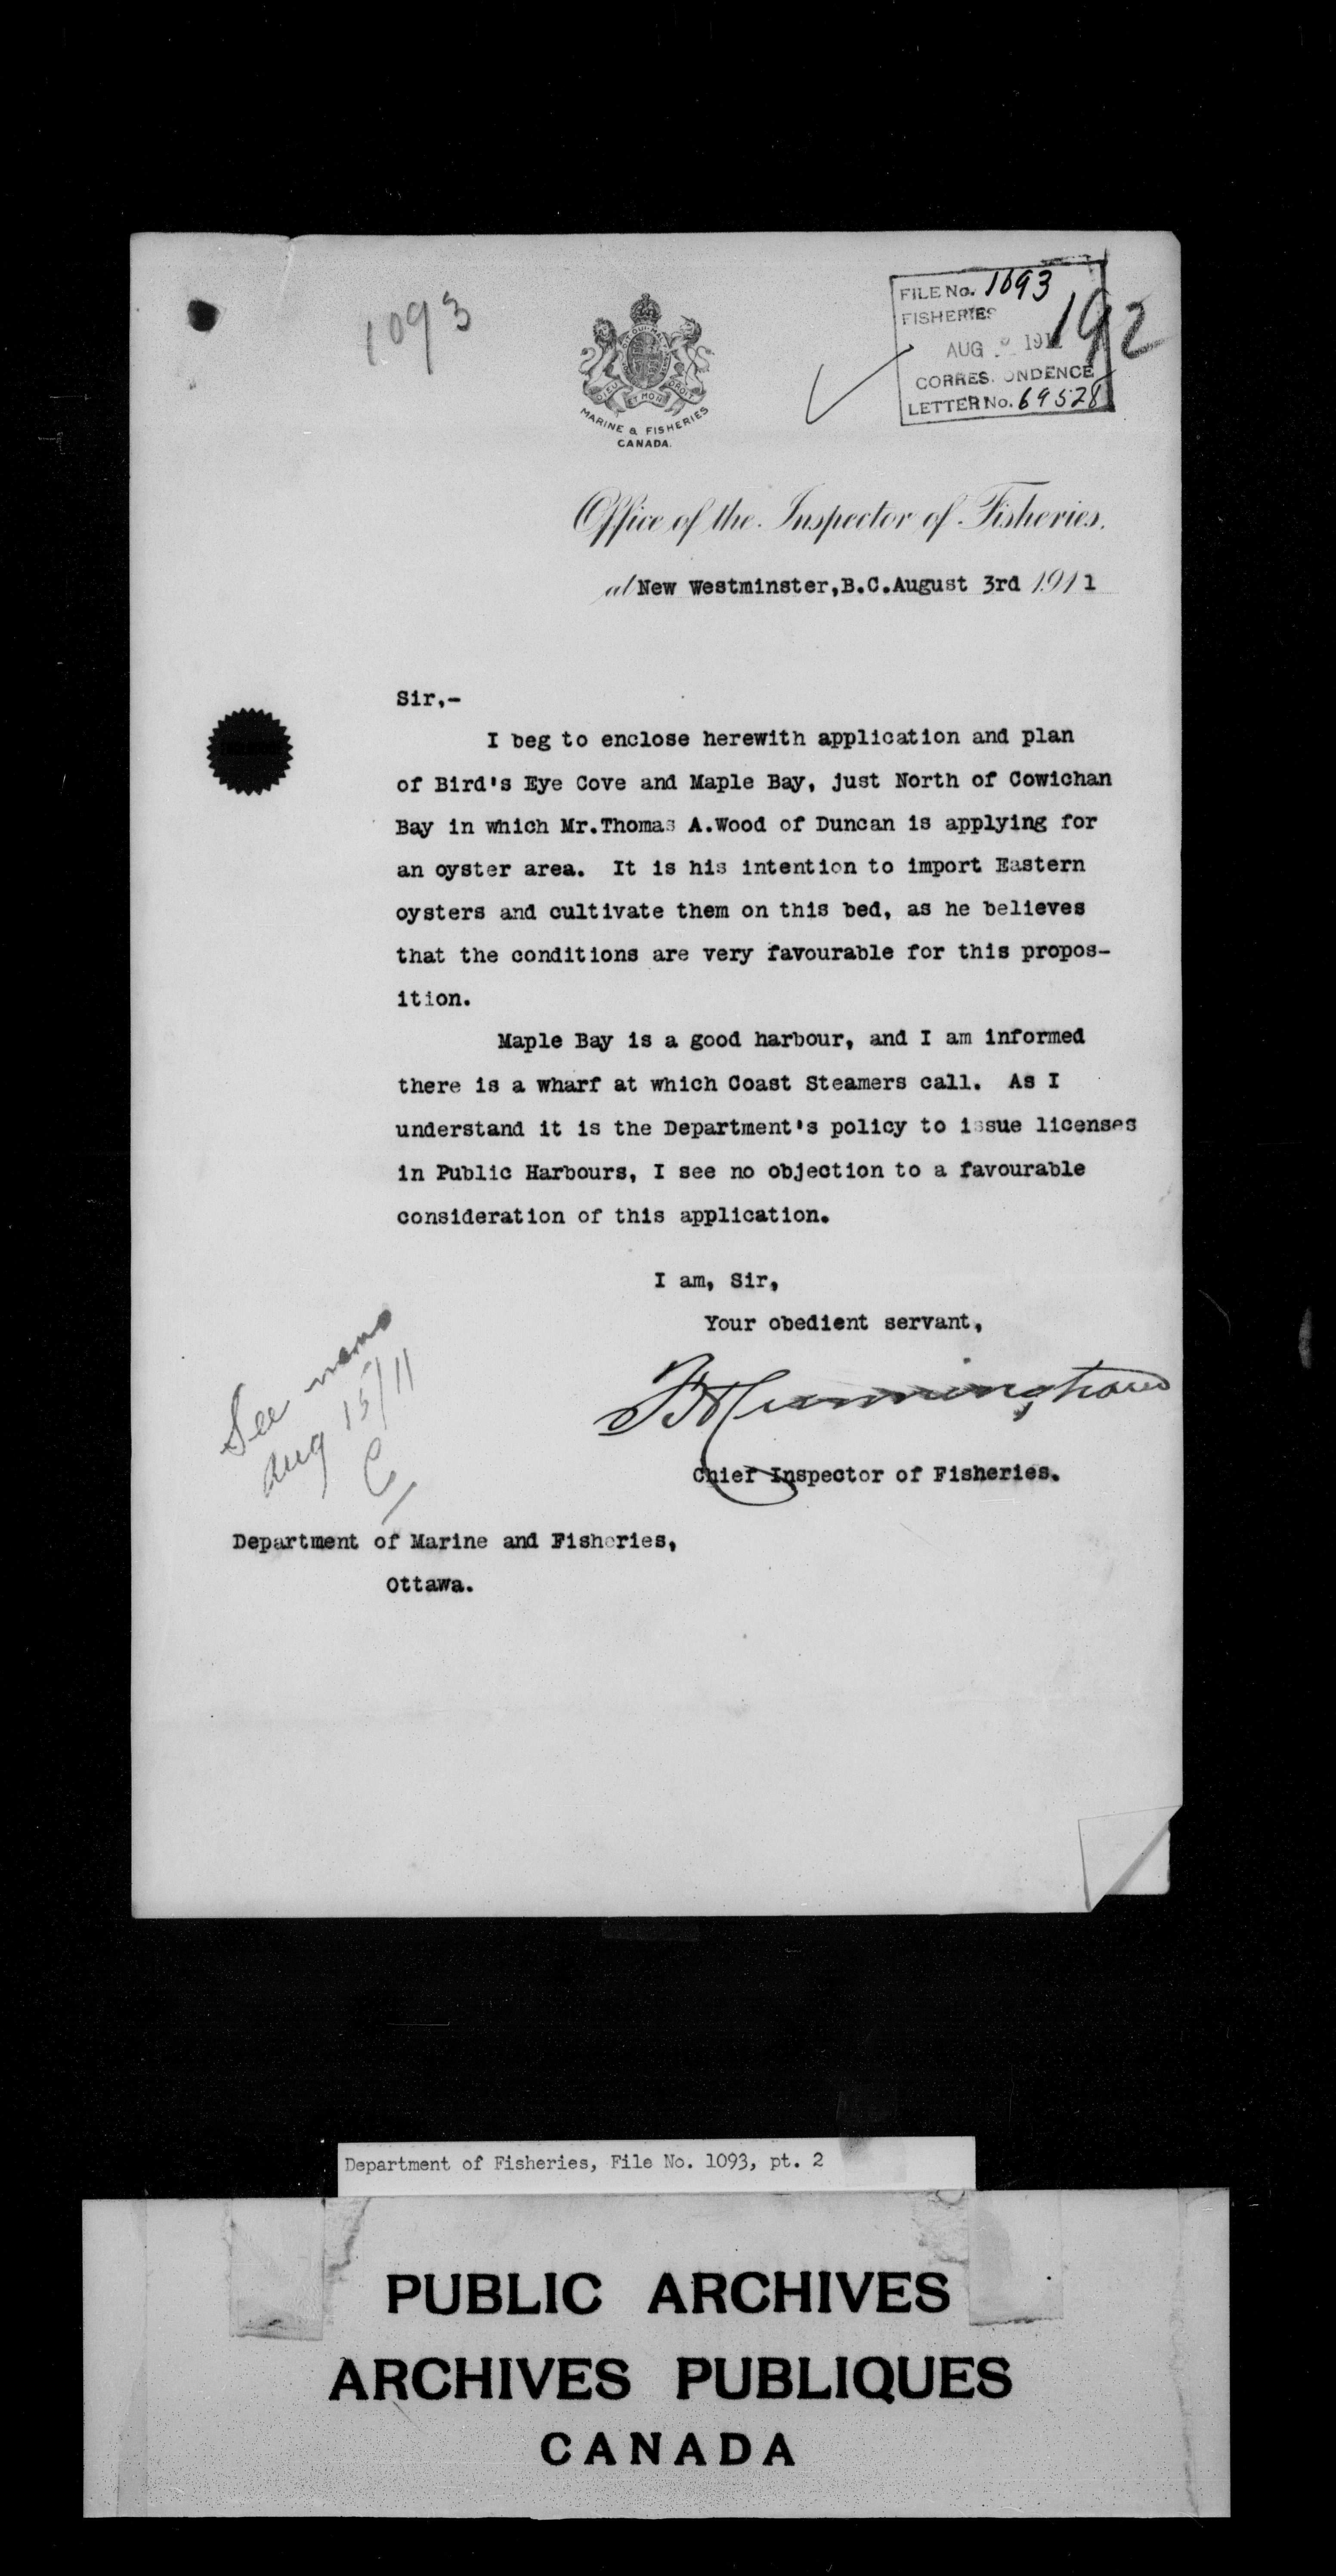 1093
FILE No. 1093
FISHERIES
192
AUG 1911
CORRESPONDENCE
LETTER No. 69528
DIEU ET MON DROIT
MARINE & FISHERIES
CANADA.
Office of the Inspector of Fisheries.
at New Westminster,B.C.August 3rd 1911
Sir,-
I beg to enclose herewith application and plan
of Bird's Eye Cove and Maple Bay, just North of Cowichan
Bay in which Mr.Thomas A.Wood of Duncan is applying for
an oyster area. It is his intention to import Eastern
oysters and cultivate them on this bed, as he believes
that the conditions are very favourable for this propos-
ition.
Maple Bay is a good harbour, and I am informed
there is a wharf at which Coast Steamers call. As I
understand it is the Department's policy to issue licenses
in Public Harbours, I see no objection to a favourable
consideration of this application.
I am, Sir,
Your obedient servant,
Cunningham
Chief Inspector of Fisheries.
See memo
Aug 15/11
C
Department of Marine and Fisheries,
Ottawa.
Department of Fisheries, File No. 1093, pt. 2
PUBLIC ARCHIVES
ARCHIVES PUBLIQUES
CANADA